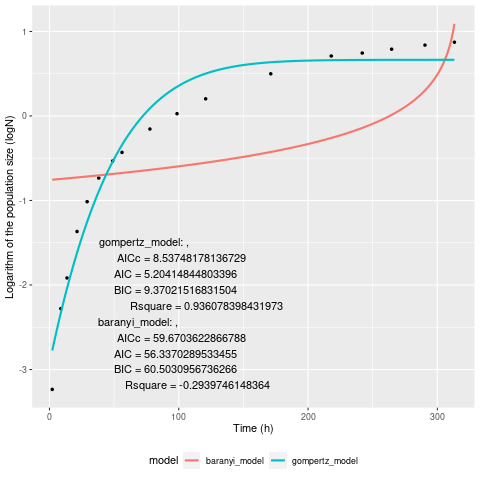 Logarithm of the population size (logN)
1
0
-1
-2
-3
gompertz_model: ,
AICc = 8.53748178136729
AIC = 5.20414844803396
BIC = 9.37021516831504
Rsquare = 0.936078398431973
baranyi_model: ,
AICc = 59.6703622866788
AIC = 56.3370289533455
BIC = 60.5030956736266
Rsquare = -0.2939746148364
0 100 200 300
Time (h)
model baranyi_model gompertz_model